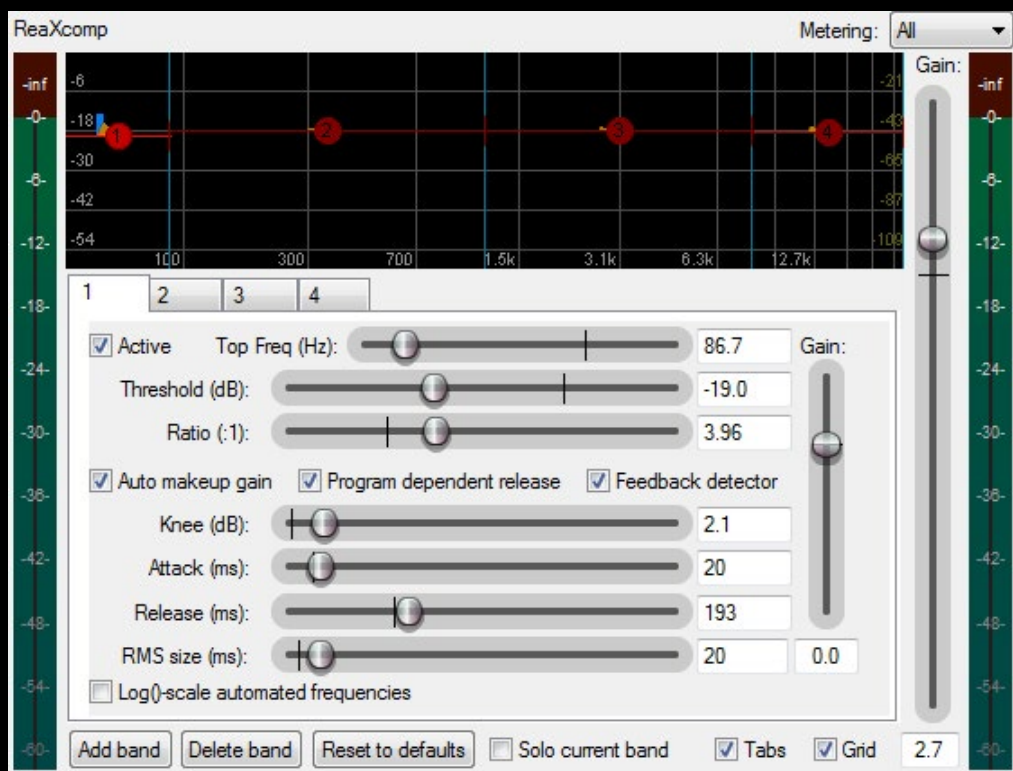 ReaXcomp Metering: All
Gain:
-inf -6 -21 -inf
-0- -18 1 2 3 4 -43 -0-
-6- -30 -65 -6-
-42 -87
-12- -54 -109 -12-
100 300 700 1.5k 3.1k 6.3k 12.7k
1 2 3 4
-18- -18-
Active Top Freq (Hz): 86.7 Gain:
-24- Threshold (dB): -19.0 -24-
-30- Ratio (:1): 3.96 -30-
Auto makeup gain Program dependent release Feedback detector
-36- Knee (dB): 2.1 -36-
-42- Attack (ms): 20 -42-
-48- Release (ms): 193 -48-
RMS size (ms): 20 0.0
-54- Log()-scale automated frequencies -54-
-60- Add band Delete band Reset to defaults Solo current band Tabs Grid 2.7 -60-